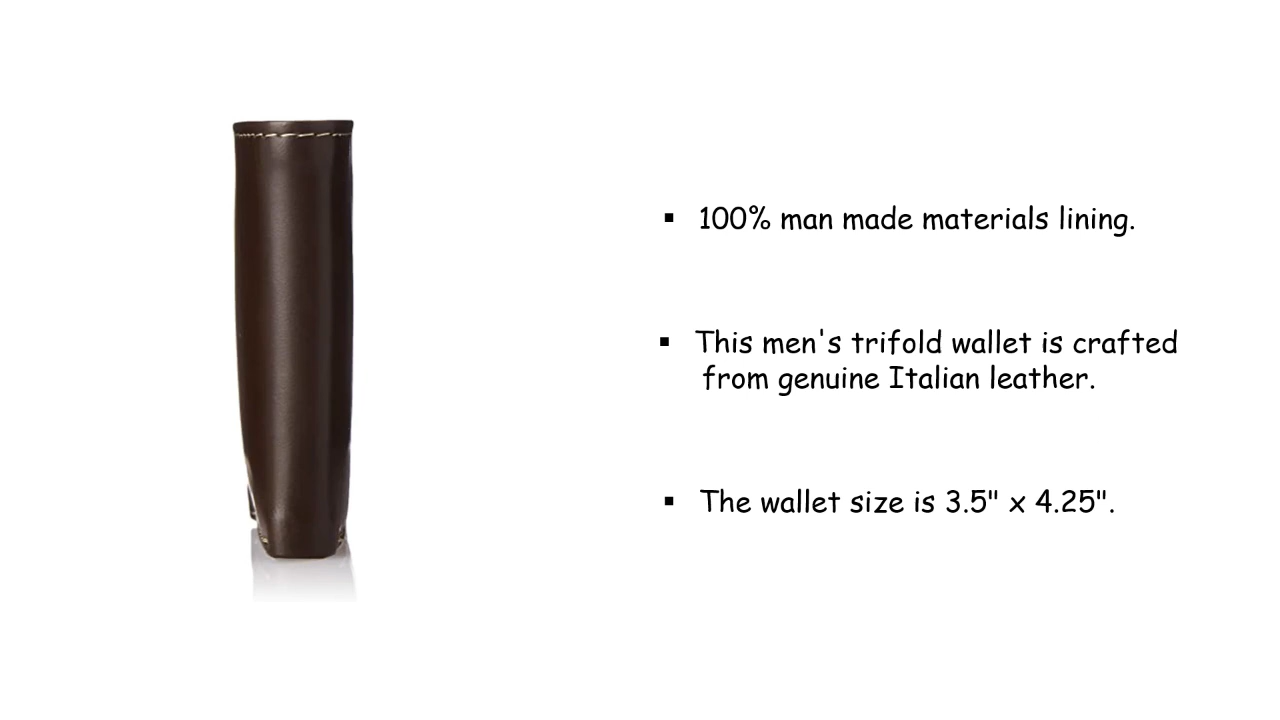 ▪ 100% man made materials lining.
▪ This men's trifold wallet is crafted
from genuine Italian leather.
▪ The wallet size is 3.5" x 4.25".